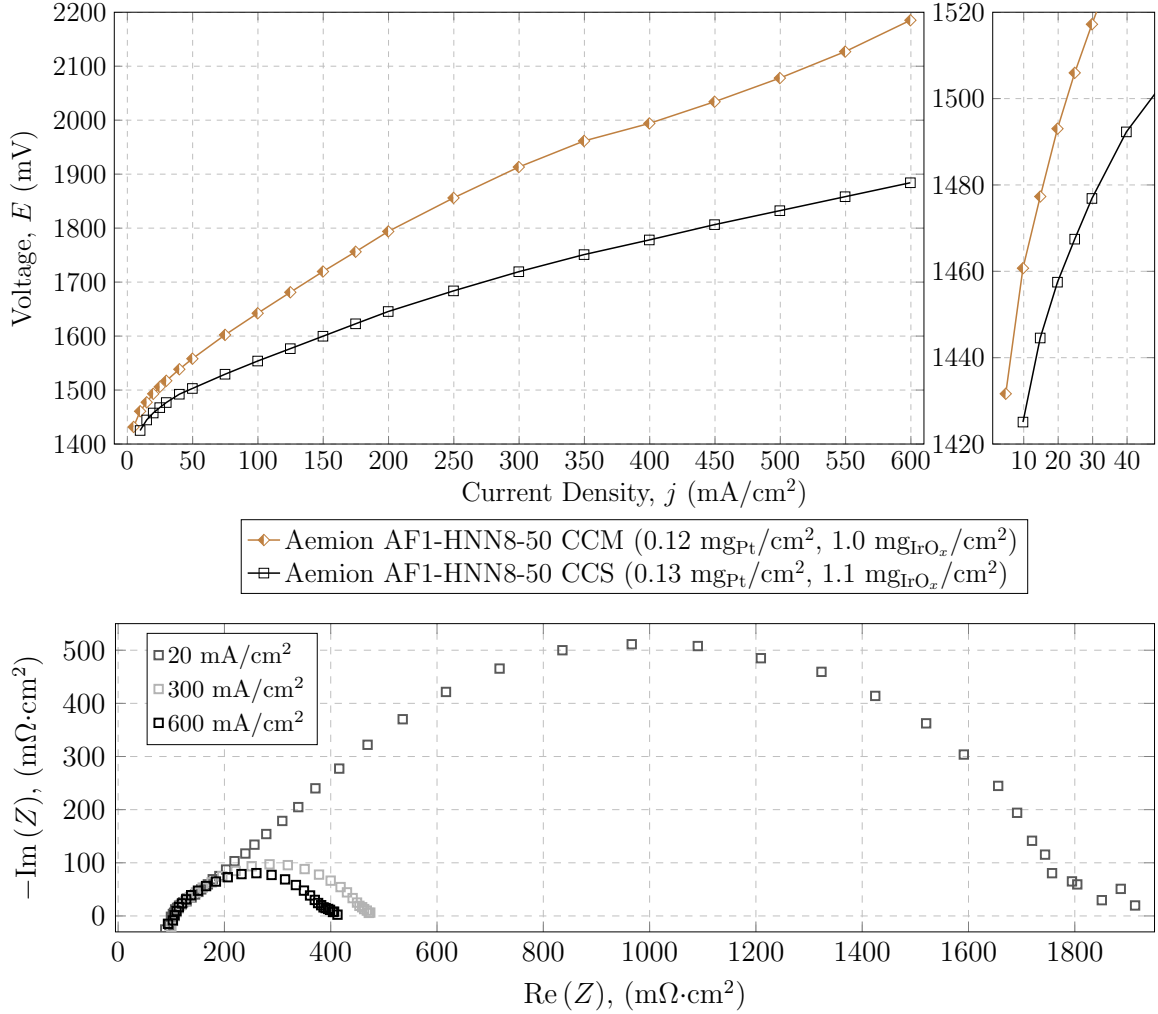 Voltage, E (mV)
2200
2100
2000
1900
1800
1700
1600
1500
1400
0 50 100 150 200 250 300 350 400 450 500 550 600
Current Density, j (mA/cm²)
1520
1500
1480
1460
1440
1420
10 20 30 40
Aemion AF1-HNN8-50 CCM (0.12 mg_Pt/cm², 1.0 mg_IrOₓ/cm²)
Aemion AF1-HNN8-50 CCS (0.13 mg_Pt/cm², 1.1 mg_IrOₓ/cm²)
−Im (Z), (mΩ·cm²)
500
400
300
200
100
0
20 mA/cm²
300 mA/cm²
600 mA/cm²
0 200 400 600 800 1000 1200 1400 1600 1800
Re (Z), (mΩ·cm²)